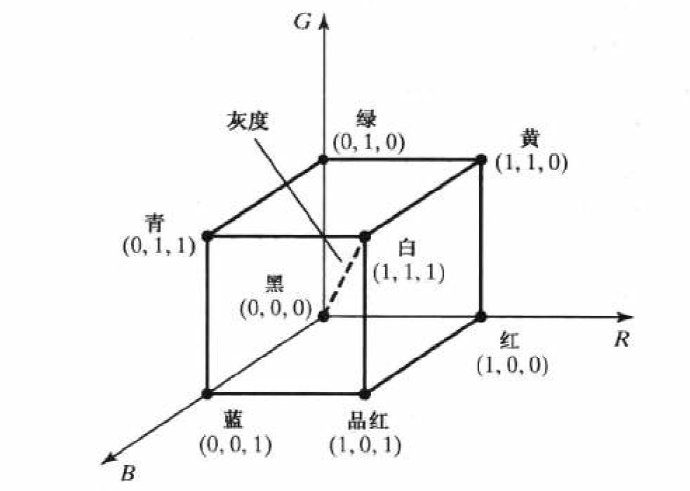 G
灰度
绿
(0, 1, 0)
黄
(1, 1, 0)
青
(0, 1, 1)
白
(1, 1, 1)
黑
(0, 0, 0)
R
红
(1, 0, 0)
蓝
(0, 0, 1)
品红
(1, 0, 1)
B